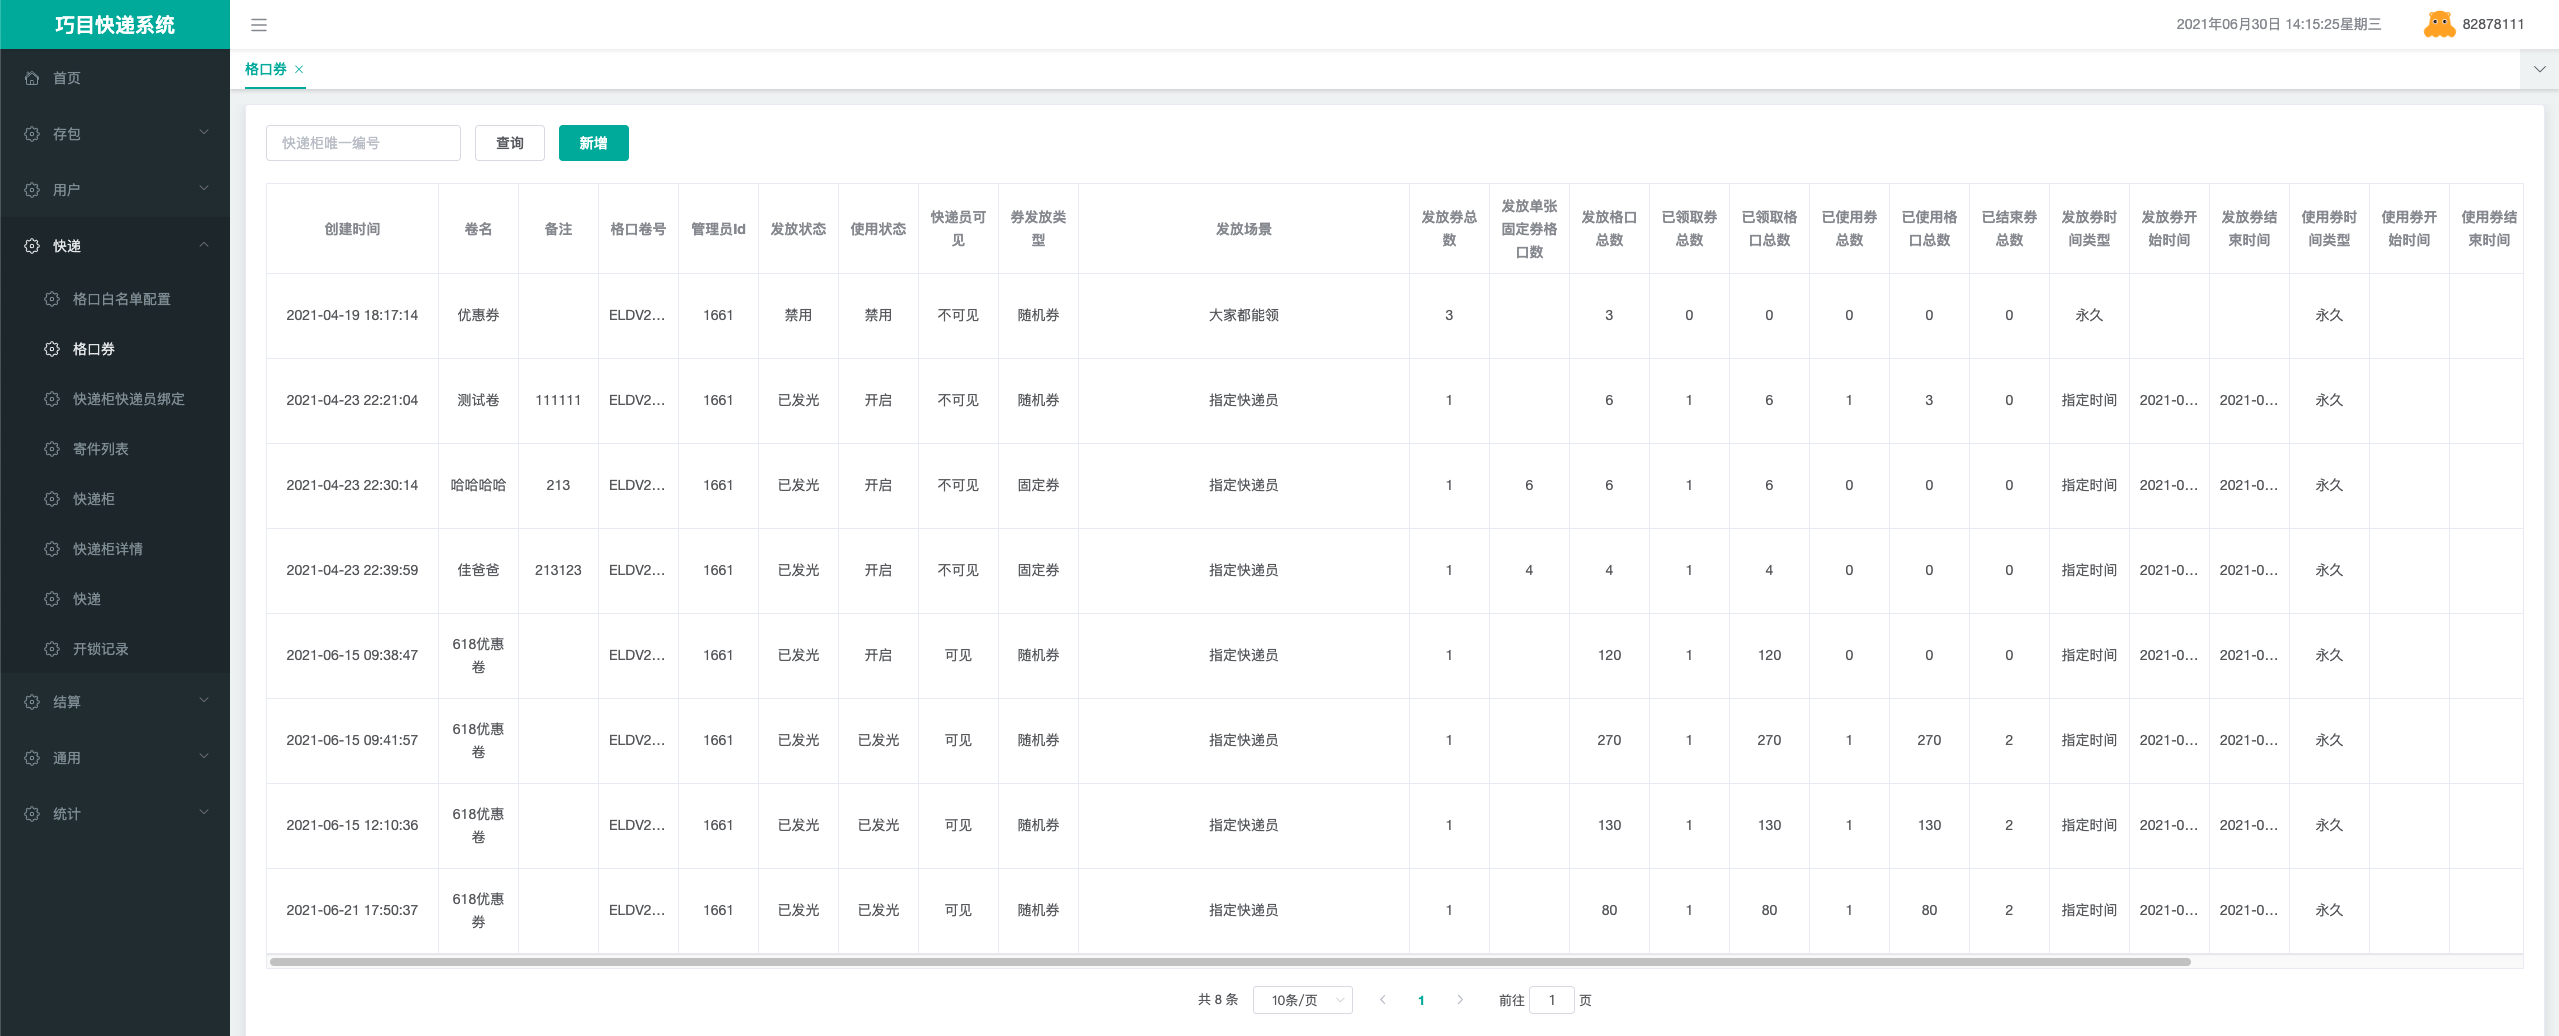 巧目快递系统
2021年06月30日 14:15:25星期三
82878111
首页
存包
用户
快递
格口白名单配置
格口券
快递柜快递员绑定
寄件列表
快递柜
快递柜详情
快递
开锁记录
结算
通用
统计
格口券
快递柜唯一编号 查询 新增
创建时间 卷名 备注 格口卷号 管理员Id 发放状态 使用状态 快递员可见 券发放类型 发放场景 发放券总数 发放单张固定券格口数 发放格口总数 已领取券总数 已领取格口总数 已使用券总数 已使用格口总数 已结束券总数 发放券时间类型 发放券开始时间 发放券结束时间 使用券时间类型 使用券开始时间 使用券结束时间
2021-04-19 18:17:14 优惠券 ELDV2... 1661 禁用 禁用 不可见 随机券 大家都能领 3 3 0 0 0 0 0 永久 永久
2021-04-23 22:21:04 测试卷 111111 ELDV2... 1661 已发光 开启 不可见 随机券 指定快递员 1 6 1 6 1 3 0 指定时间 2021-0... 2021-0... 永久
2021-04-23 22:30:14 哈哈哈哈 213 ELDV2... 1661 已发光 开启 不可见 固定券 指定快递员 1 6 6 1 6 0 0 0 指定时间 2021-0... 2021-0... 永久
2021-04-23 22:39:59 佳爸爸 213123 ELDV2... 1661 已发光 开启 不可见 固定券 指定快递员 1 4 4 1 4 0 0 0 指定时间 2021-0... 2021-0... 永久
2021-06-15 09:38:47 618优惠卷 ELDV2... 1661 已发光 开启 可见 随机券 指定快递员 1 120 1 120 0 0 0 指定时间 2021-0... 2021-0... 永久
2021-06-15 09:41:57 618优惠卷 ELDV2... 1661 已发光 已发光 可见 随机券 指定快递员 1 270 1 270 1 270 2 指定时间 2021-0... 2021-0... 永久
2021-06-15 12:10:36 618优惠卷 ELDV2... 1661 已发光 已发光 可见 随机券 指定快递员 1 130 1 130 1 130 2 指定时间 2021-0... 2021-0... 永久
2021-06-21 17:50:37 618优惠劵 ELDV2... 1661 已发光 已发光 可见 随机券 指定快递员 1 80 1 80 1 80 2 指定时间 2021-0... 2021-0... 永久
共 8 条 10条/页 1 前往 1 页